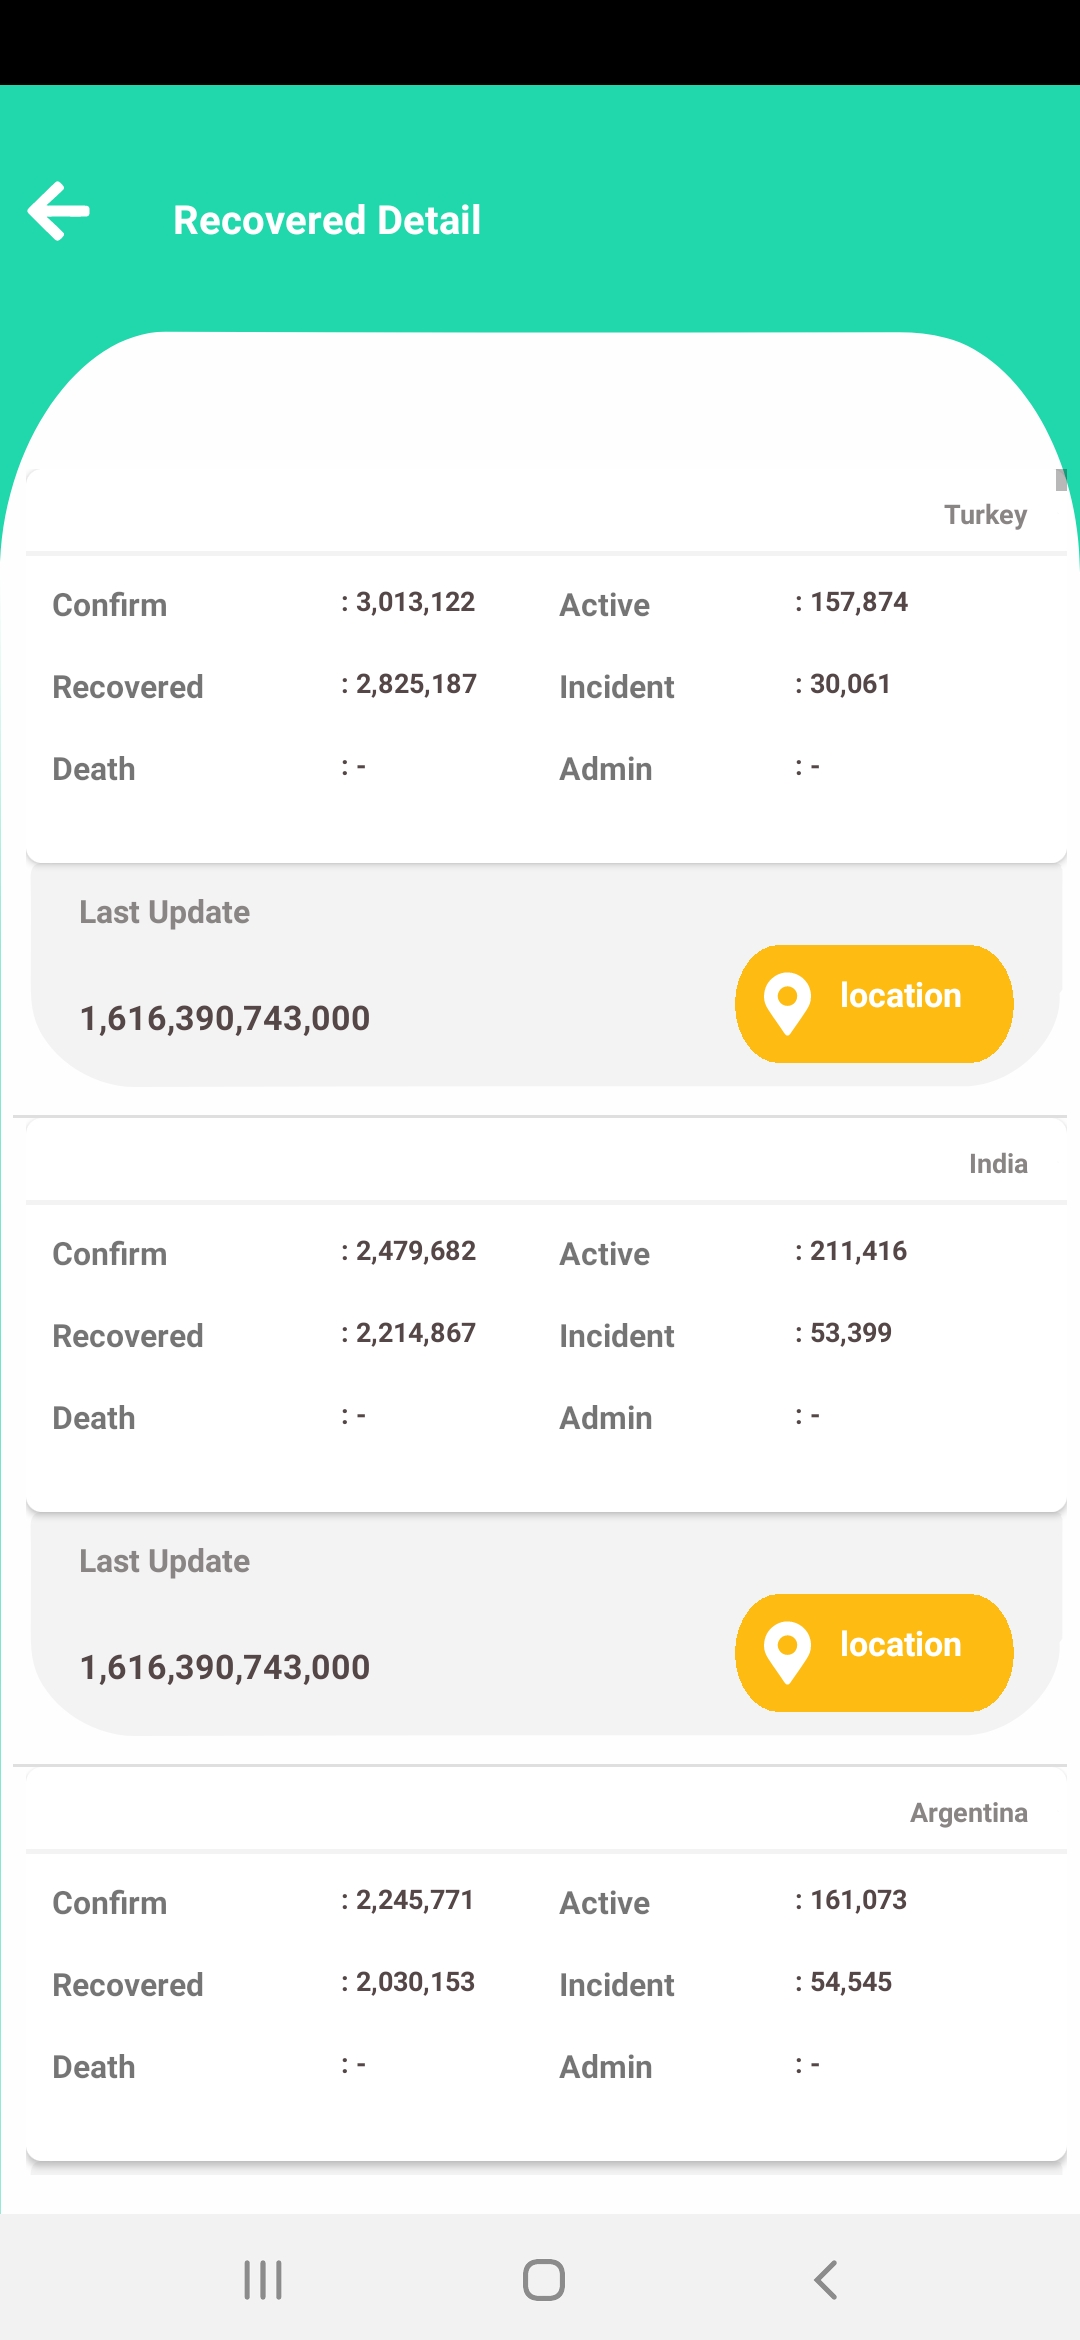 Recovered Detail
Turkey
Confirm : 3,013,122 Active : 157,874
Recovered : 2,825,187 Incident : 30,061
Death : - Admin : -
Last Update
location
1,616,390,743,000
India
Confirm : 2,479,682 Active : 211,416
Recovered : 2,214,867 Incident : 53,399
Death : - Admin : -
Last Update
location
1,616,390,743,000
Argentina
Confirm : 2,245,771 Active : 161,073
Recovered : 2,030,153 Incident : 54,545
Death : - Admin : -